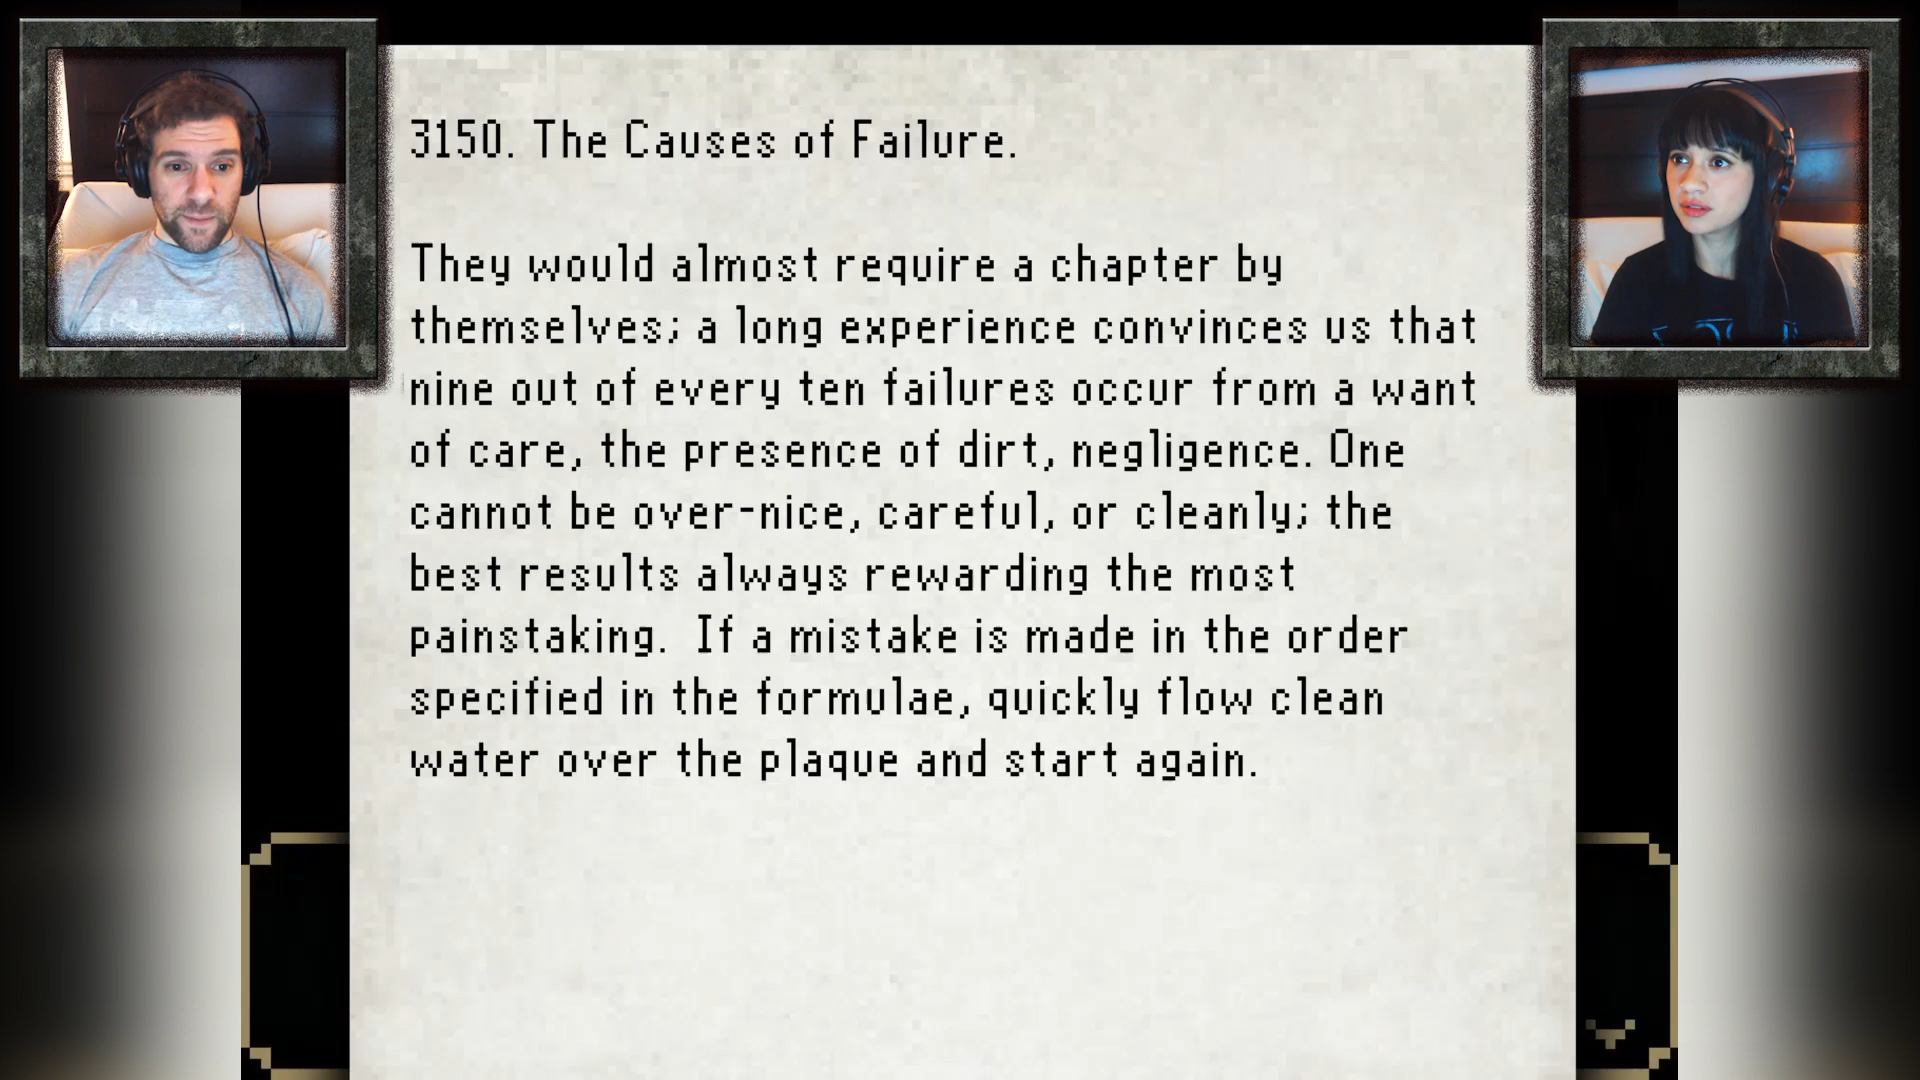 3150. The Causes of Failure.
They would almost require a chapter by
themselves; a long experience convinces us that
nine out of every ten failures occur from a want
of care, the presence of dirt, negligence. One
cannot be over-nice, careful, or cleanly; the
best results always rewarding the most
painstaking.  If a mistake is made in the order
specified in the formulae, quickly flow clean
water over the plaque and start again.